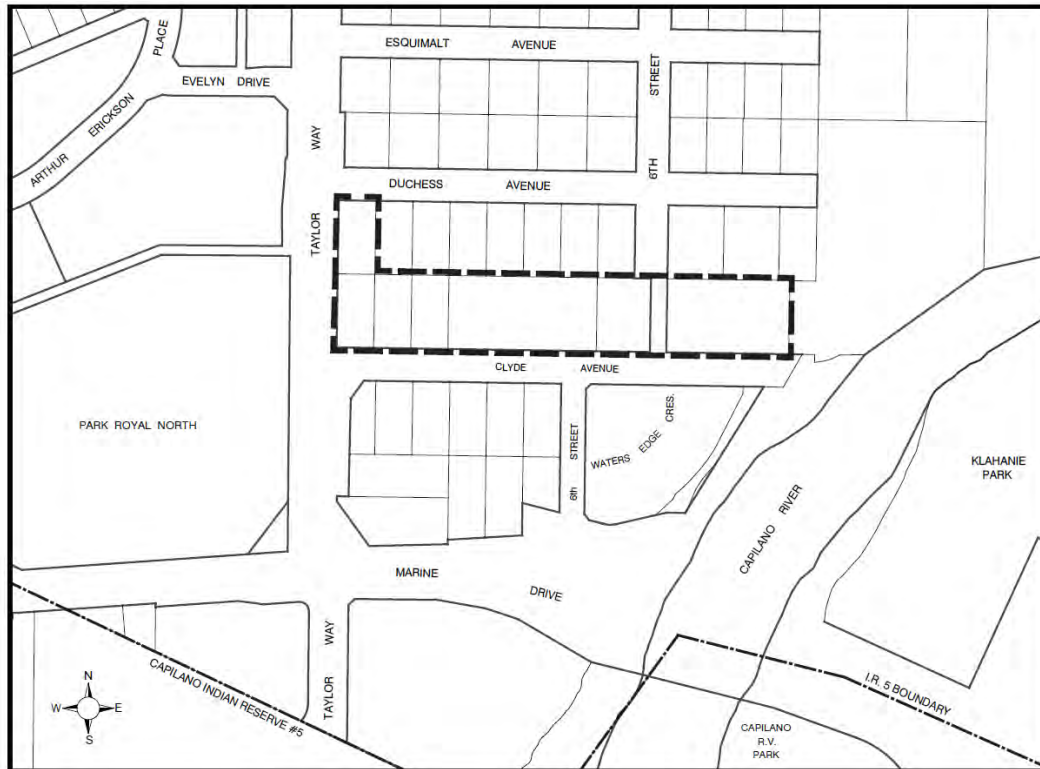 ESQUIMALT AVENUE
PLACE
STREET
EVELYN DRIVE
ERICKSON
ARTHUR
WAY
6TH
DUCHESS AVENUE
TAYLOR
CLYDE AVENUE
PARK ROYAL NORTH
STREET
6th
WATERS EDGE CRES.
KLAHANIE
PARK
CAPILANO RIVER
MARINE DRIVE
WAY
TAYLOR
CAPILANO INDIAN RESERVE #5
I.R. 5 BOUNDARY
N
W E
S
CAPILANO
R.V.
PARK